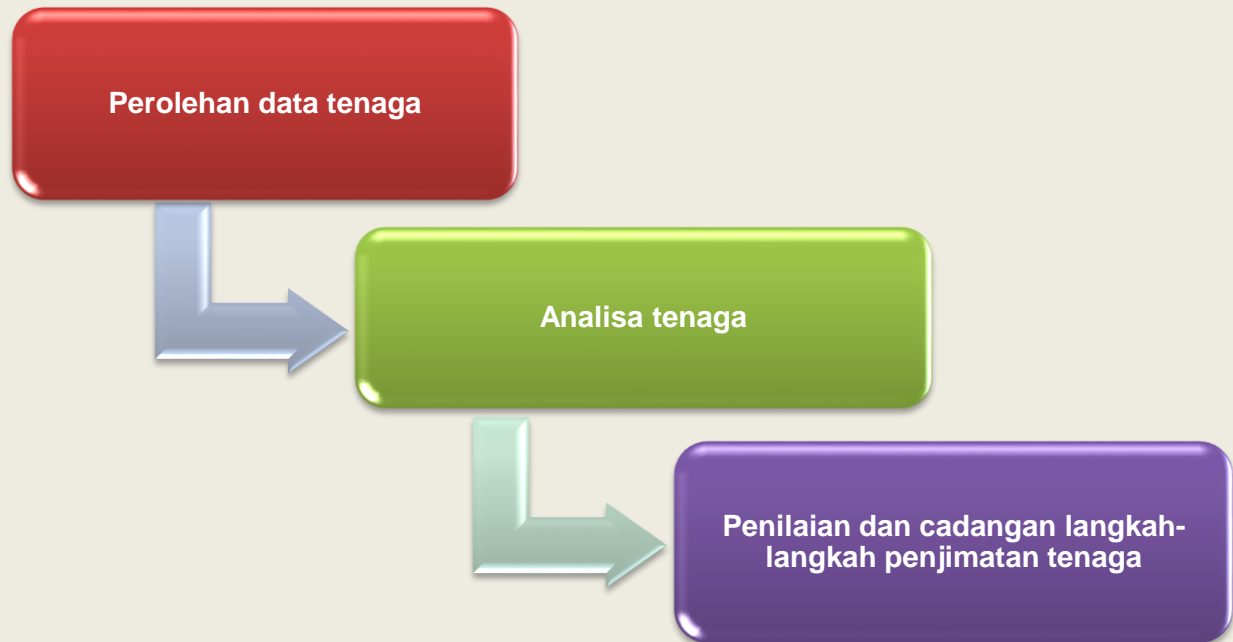 Perolehan data tenaga
Analisa tenaga
Penilaian dan cadangan langkah-
langkah penjimatan tenaga